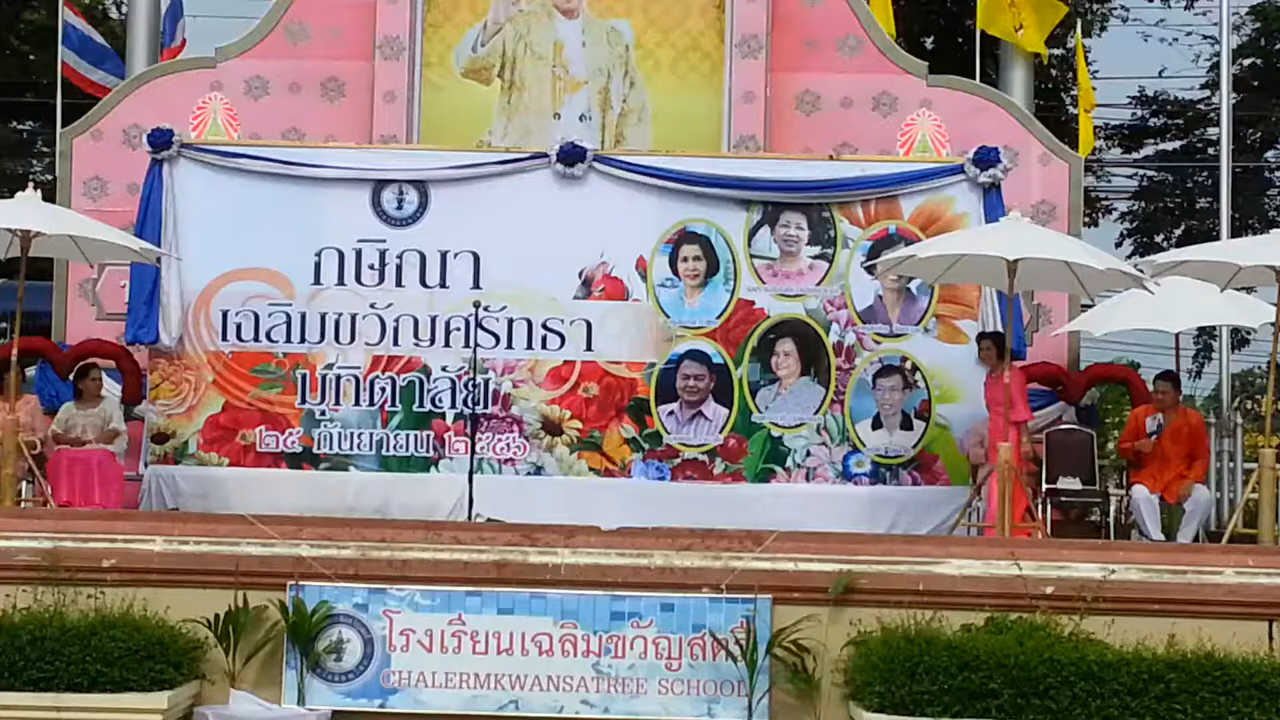 กษิณา
เฉลิมขวัญศรัทธา
มุทิตาลัย
๒๕ กันยายน ๒๕๕๖
โรงเรียนเฉลิมขวัญสตรี
CHALERMKWANSATREE SCHOOL